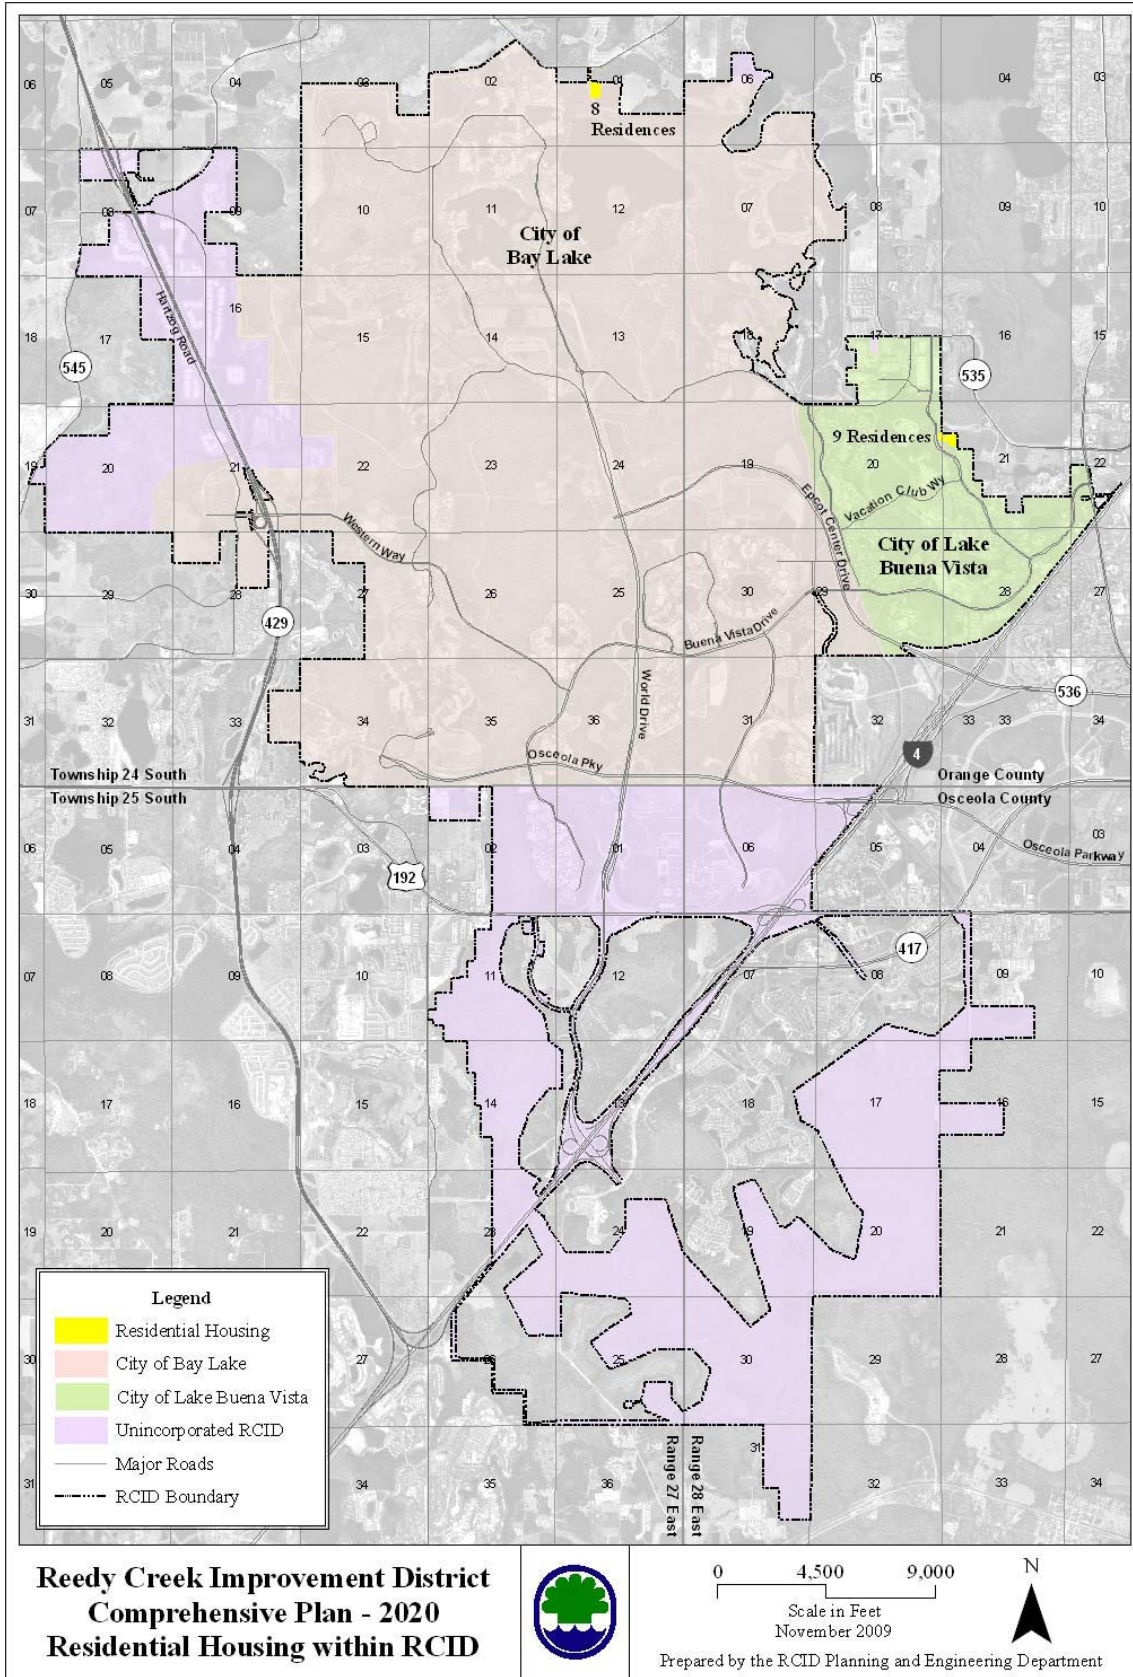 06 05 04 03 02 01 06 05 04 03
8
Residences
07 08 09 10 11 12 07 08 09 10
City of
Bay Lake
Hartzog Road
18 17 16 15 14 13 18 17 16 15
545
535
9 Residences
19 20 21 22 23 24 19 20 21 22
Vacation Club Wy
Epcot Center Drive
Western Way
City of Lake
Buena Vista
30 29 28 27 26 25 30 29 28 27
429
Buena Vista Drive
World Drive
536
31 32 33 34 35 36 31 32 33 33 34
4
Osceola Pky
Township 24 South
Orange County
Township 25 South
Osceola County
06 05 04 02 01 06 05 04 03
Osceola Parkway
192
417
07 08 09 10 11 12 07 08 09 10
18 17 16 15 14 13 17 16 15
19 20 21 22 23 24 19 20 21 22
30 27 26 25 30 29 28 27
31 34 35 36 31 32 33 34
Range 27 East
Range 28 East
Legend
Residential Housing
City of Bay Lake
City of Lake Buena Vista
Unincorporated RCID
Major Roads
RCID Boundary
Reedy Creek Improvement District
Comprehensive Plan - 2020
Residential Housing within RCID
0 4,500 9,000
Scale in Feet
November 2009
N
Prepared by the RCID Planning and Engineering Department